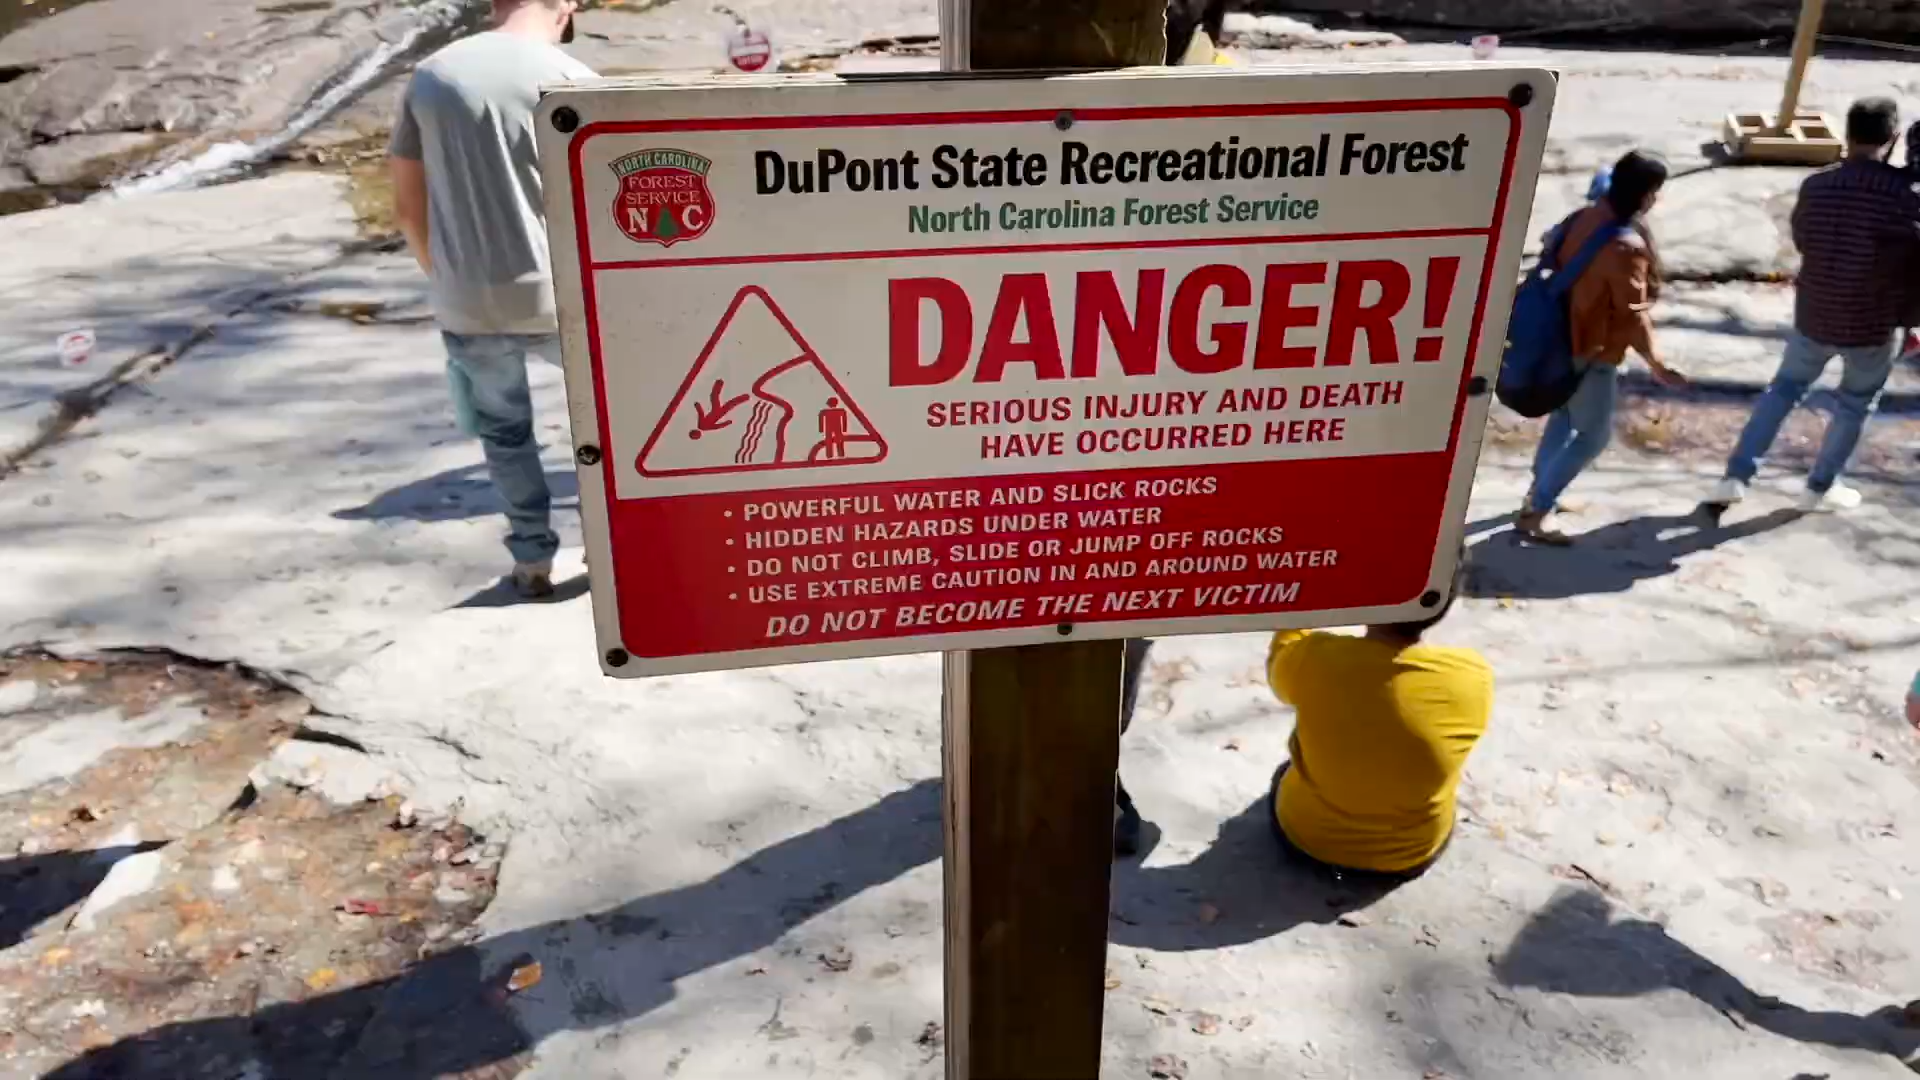 NORTH CAROLINA
FOREST
SERVICE
N C
DuPont State Recreational Forest
North Carolina Forest Service
DANGER!
SERIOUS INJURY AND DEATH
HAVE OCCURRED HERE
• POWERFUL WATER AND SLICK ROCKS
• HIDDEN HAZARDS UNDER WATER
• DO NOT CLIMB, SLIDE OR JUMP OFF ROCKS
• USE EXTREME CAUTION IN AND AROUND WATER
DO NOT BECOME THE NEXT VICTIM